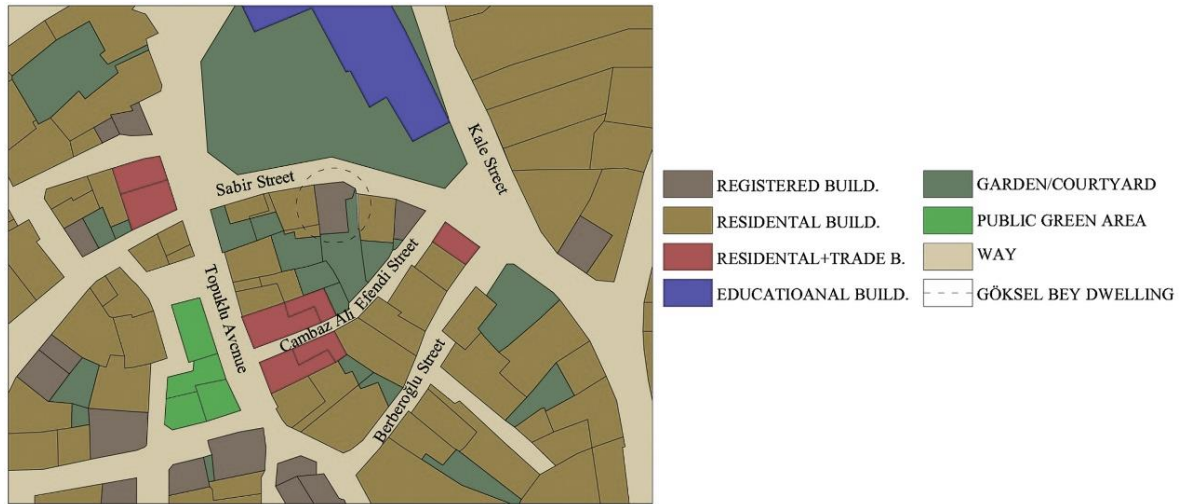 Kale Street
Sabir Street
Topuklu Avenue
Cambaz Ali Efendi Street
Berberoğlu Street
REGISTERED BUILD.
RESIDENTAL BUILD.
RESIDENTAL+TRADE B.
EDUCATIOANAL BUILD.
GARDEN/COURTYARD
PUBLIC GREEN AREA
WAY
GÖKSEL BEY DWELLING